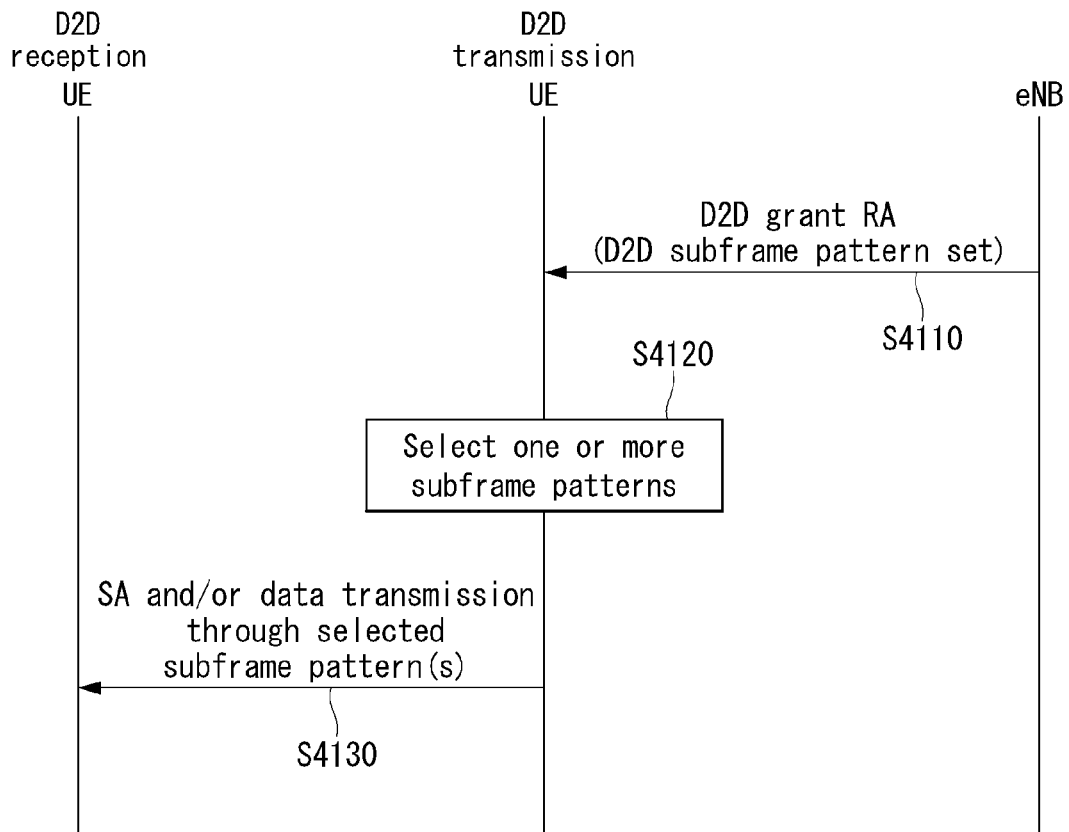 D2D
reception
UE
D2D
transmission
UE
eNB
D2D grant RA
(D2D subframe pattern set)
S4110
S4120
Select one or more
subframe patterns
SA and/or data transmission
through selected
subframe pattern(s)
S4130